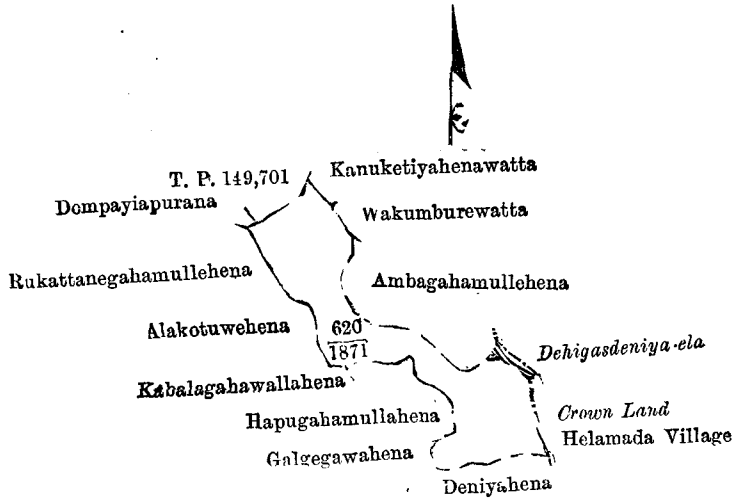 Kanuketiyahenawatta
T. P. 149,701
Dompayiapurana
Wakumburewatta
Rukattanegahamullehena
Ambagahamullehena
Alakotuwehena
620
1871
Dehigasdeniya-ela
Kabalagahawallahena
Hapugahamullahena
Crown Land
Helamada Village
Galgegawahena
Deniyahena